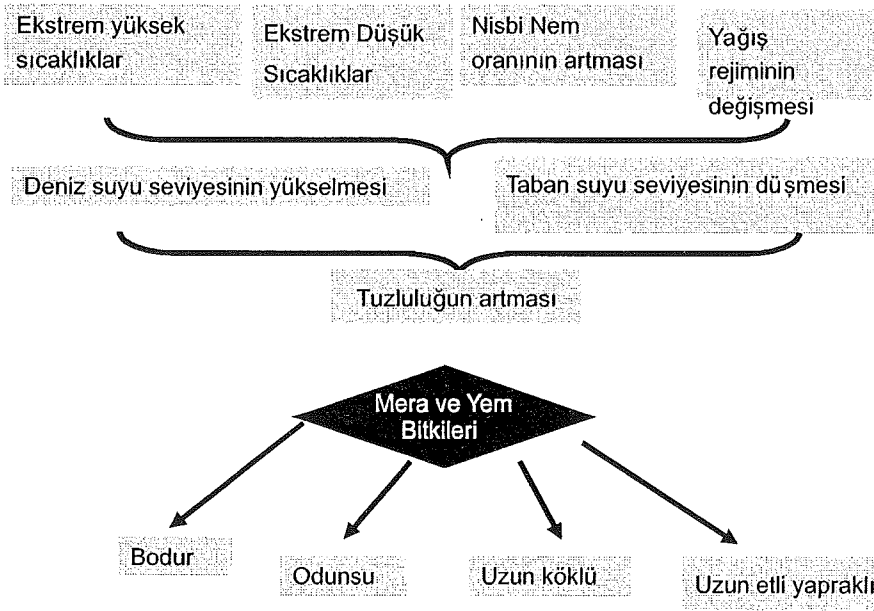 Ekstrem yüksek
sıcaklıklar
Ekstrem Düşük
Sıcaklıklar
Nisbi Nem
oranının artması
Yağış
rejiminin
değişmesi
Deniz suyu seviyesinin yükselmesi
Taban suyu seviyesinin düşmesi
Tuzluluğun artması
Mera ve Yem
Bitkileri
Bodur
Odunsu
Uzun köklü
Uzun etli yapraklı